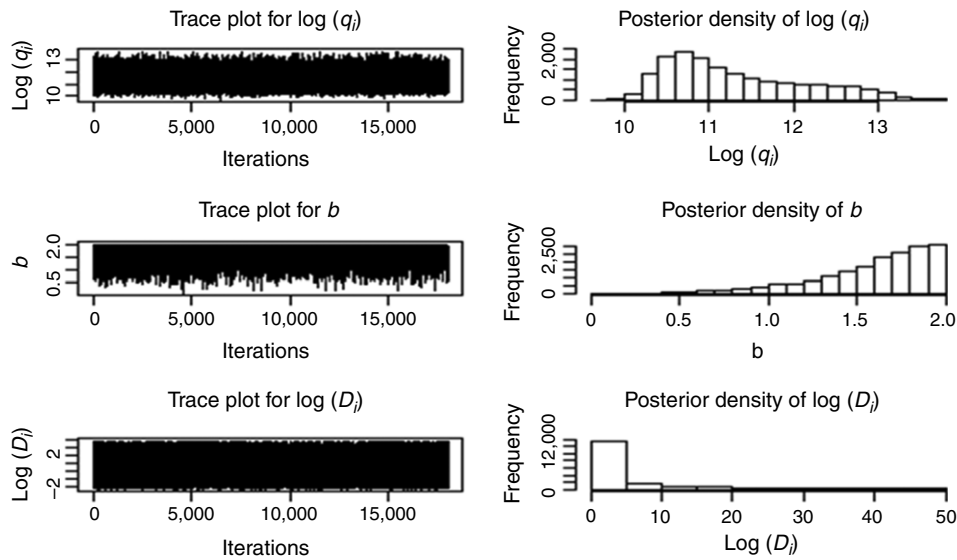 Trace plot for log (qi)
Log (qi)
13
10
0 5,000 10,000 15,000
Iterations
Posterior density of log (qi)
Frequency
2,000
0
10 11 12 13
Log (qi)
Trace plot for b
b
2.0
0.5
0 5,000 10,000 15,000
Iterations
Posterior density of b
Frequency
2,500
0
0 0.5 1.0 1.5 2.0
b
Trace plot for log (Di)
Log (Di)
2
−2
0 5,000 10,000 15,000
Iterations
Posterior density of log (Di)
Frequency
12,000
0
0 10 20 30 40 50
Log (Di)